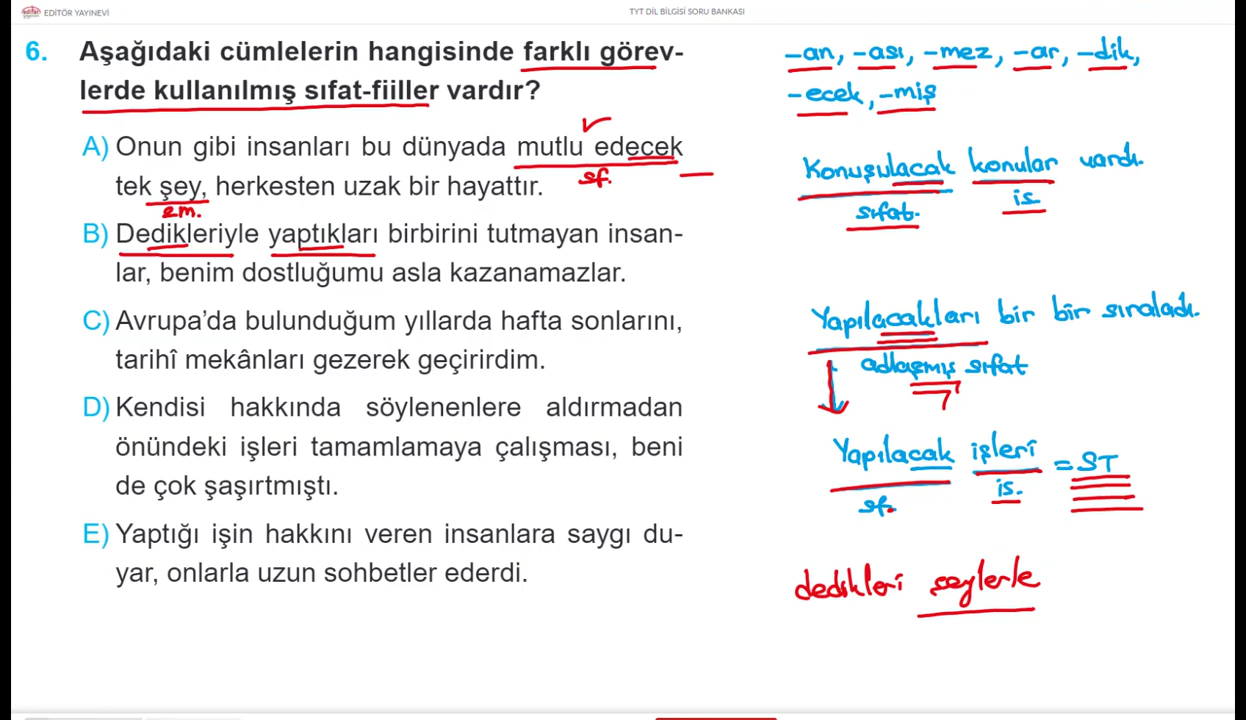 EDİTÖR YAYINEVİ
TYT DİL BİLGİSİ SORU BANKASI
6. Aşağıdaki cümlelerin hangisinde farklı görev-
lerde kullanılmış sıfat-fiiller vardır?
A) Onun gibi insanları bu dünyada mutlu edecek
sf.
tek şey, herkesten uzak bir hayattır.
zm.
B) Dedikleriyle yaptıkları birbirini tutmayan insan-
lar, benim dostluğumu asla kazanamazlar.
C) Avrupa’da bulunduğum yıllarda hafta sonlarını,
tarihî mekânları gezerek geçirirdim.
D) Kendisi hakkında söylenenlere aldırmadan
önündeki işleri tamamlamaya çalışması, beni
de çok şaşırtmıştı.
E) Yaptığı işin hakkını veren insanlara saygı du-
yar, onlarla uzun sohbetler ederdi.
-an, -ası, -mez, -ar, -dik,
-ecek, -miş
Konuşulacak konular vardı.
sıfat. is
Yapılacakları bir bir sıraladı.
adlaşmış sıfat
Yapılacak işleri = ST
sf. is.
dedikleri şeylerle